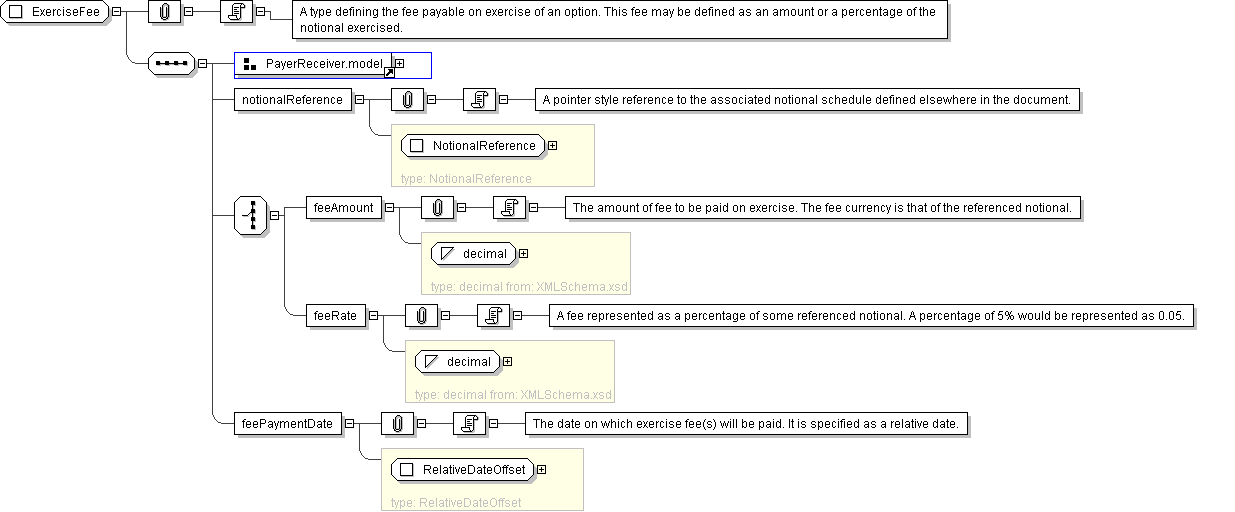 ExerciseFee
A type defining the fee payable on exercise of an option. This fee may be defined as an amount or a percentage of the
notional exercised.
PayerReceiver.model
notionalReference
A pointer style reference to the associated notional schedule defined elsewhere in the document.
NotionalReference
type: NotionalReference
feeAmount
The amount of fee to be paid on exercise. The fee currency is that of the referenced notional.
decimal
type: decimal from: XMLSchema.xsd
feeRate
A fee represented as a percentage of some referenced notional. A percentage of 5% would be represented as 0.05.
decimal
type: decimal from: XMLSchema.xsd
feePaymentDate
The date on which exercise fee(s) will be paid. It is specified as a relative date.
RelativeDateOffset
type: RelativeDateOffset